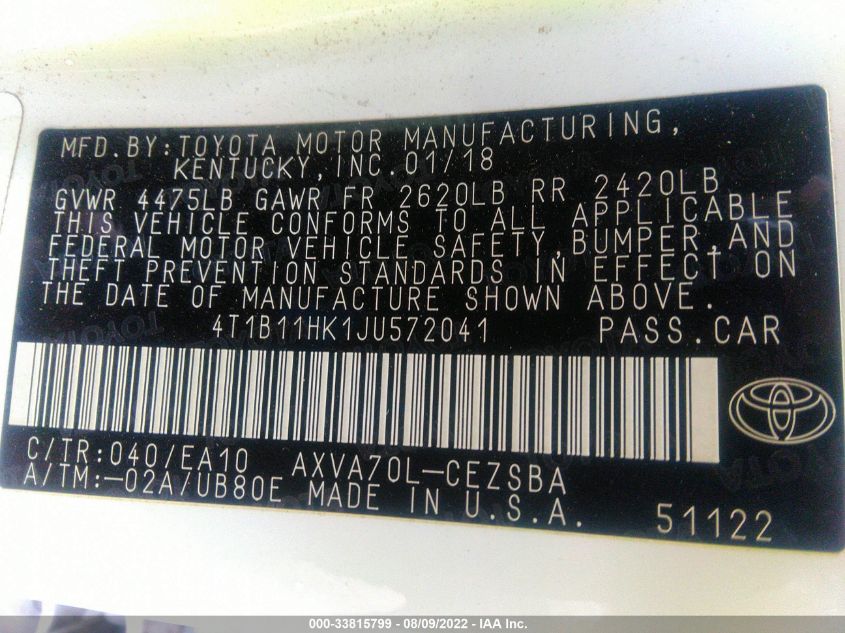 MFD.BY:TOYOTA MOTOR MANUFACTURING,
KENTUCKY,INC 01/18
GVWR 4475LB GAWR FR 2620LB RR 2420LB
THIS VEHICLE CONFORMS TO ALL APPLICABLE
FEDERAL MOTOR VEHICLE SAFETY,BUMPER,AND
THEFT PREVENTION STANDARDS IN EFFECT ON
THE DATE OF MANUFACTURE SHOWN ABOVE.
4T1B11HK1JU572041 PASS.CAR
C/TR:040/EA10 AXVA70L-CEZSBA
A/TM:-02A/UB80E MADE IN U.S.A. 51122
000-33815799 - 08/09/2022 - IAA Inc.